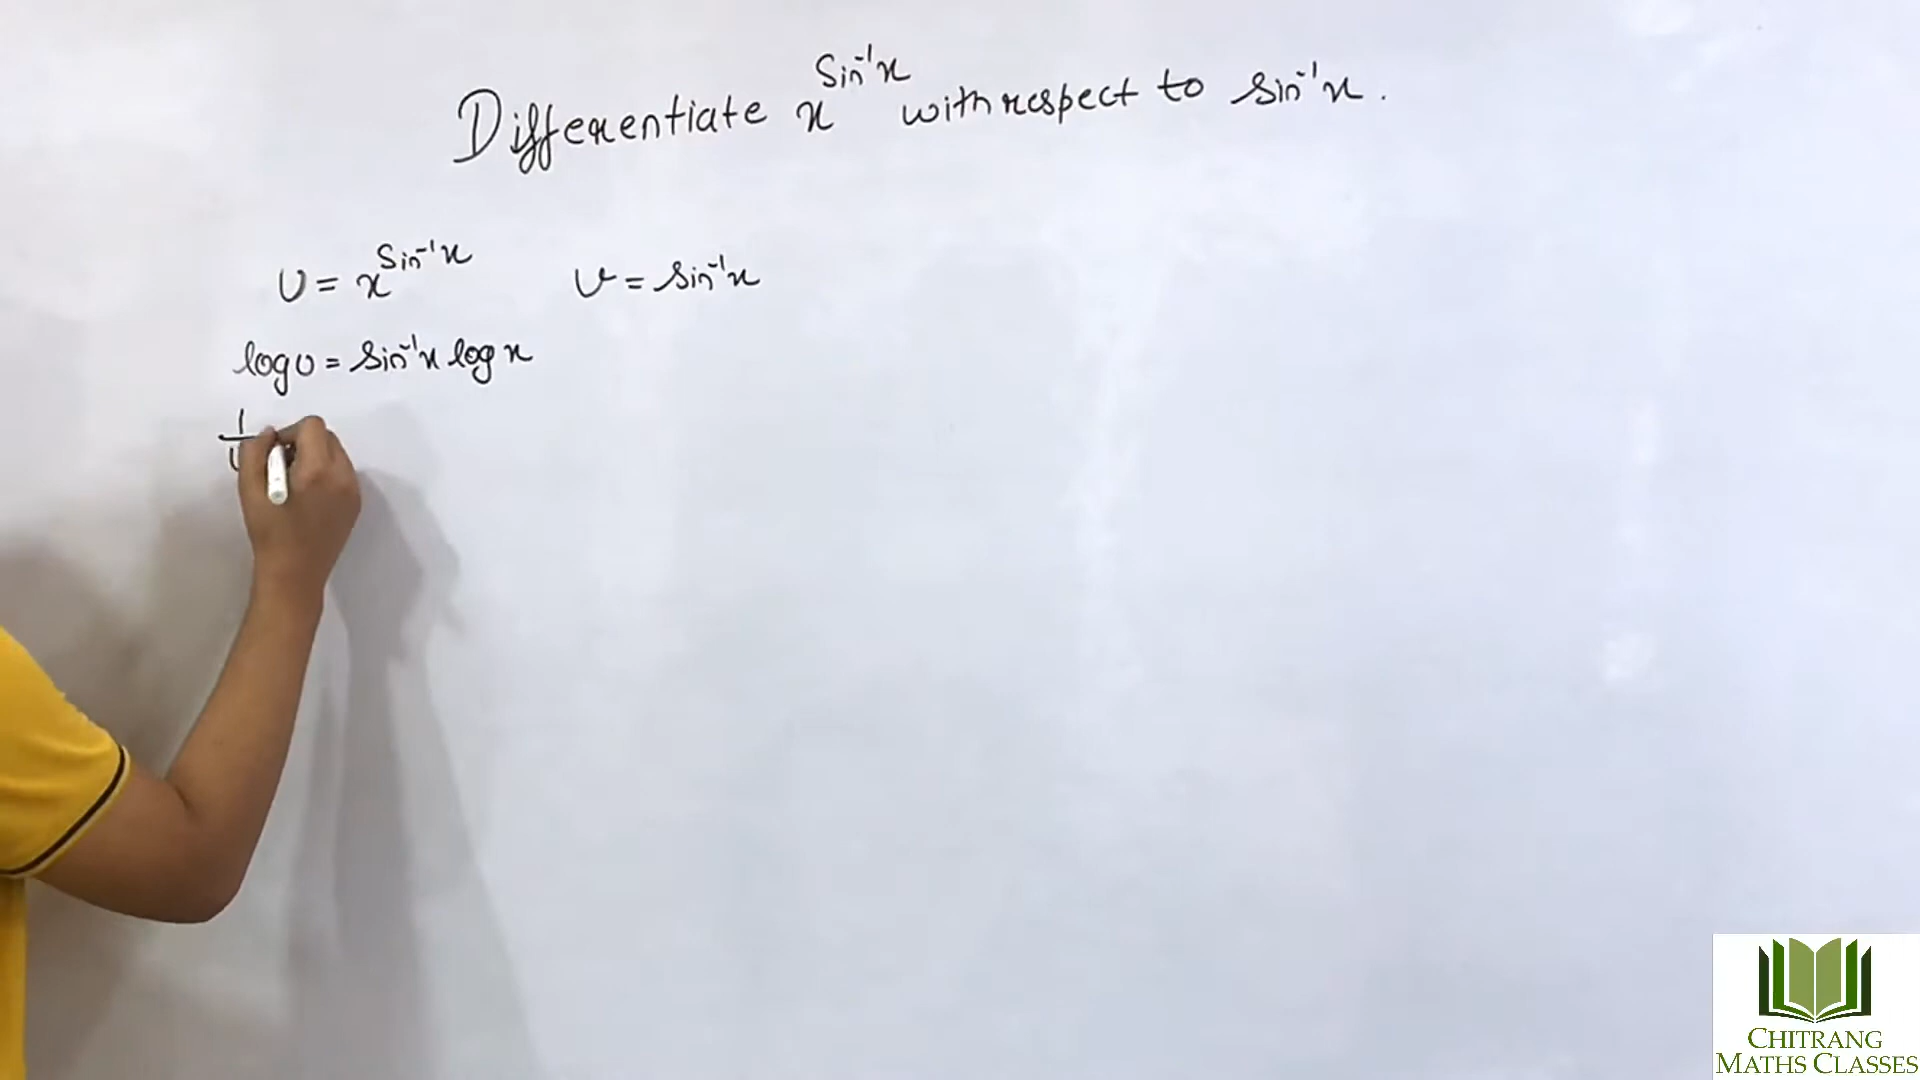 Differentiate x^sin⁻¹x with respect to sin⁻¹x.
U = x^sin⁻¹x v = sin⁻¹x
log U = sin⁻¹x log x
1/U
CHITRANG
MATHS CLASSES